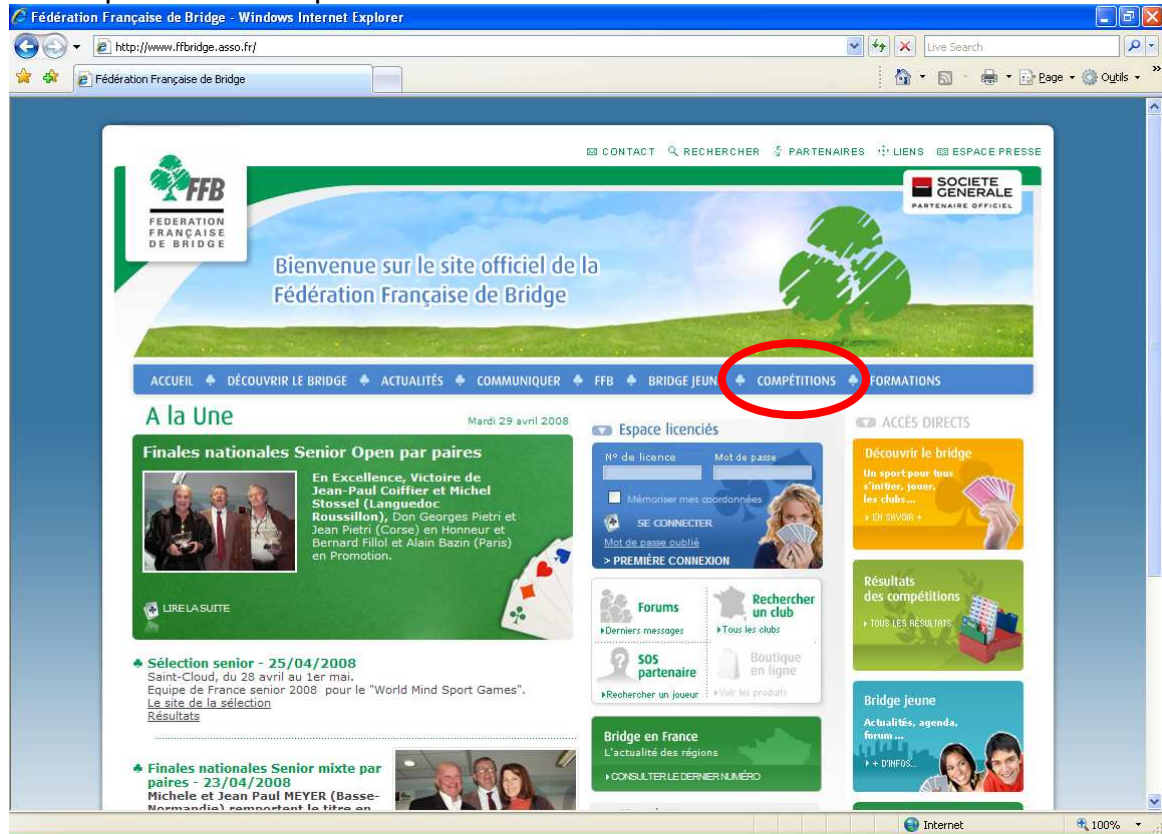 Fédération Française de Bridge - Windows Internet Explorer
http://www.ffbridge.asso.fr/
Live Search
Fédération Française de Bridge
Page
Outils
CONTACT RECHERCHER PARTENAIRES LIENS ESPACE PRESSE
FFB
FEDERATION
FRANÇAISE
DE BRIDGE
SOCIETE
GENERALE
PARTENAIRE OFFICIEL
Bienvenue sur le site officiel de la
Fédération Française de Bridge
ACCUEIL DÉCOUVRIR LE BRIDGE ACTUALITÉS COMMUNIQUER FFB BRIDGE JEUN COMPÉTITIONS FORMATIONS
A la Une
Mardi 29 avril 2008
Finales nationales Senior Open par paires
En Excellence, Victoire de
Jean-Paul Coiffier et Michel
Stossel (Languedoc
Roussillon), Don Georges Pietri et
Jean Pietri (Corse) en Honneur et
Bernard Fillol et Alain Bazin (Paris)
en Promotion.
LIRE LA SUITE
Sélection senior - 25/04/2008
Saint-Cloud, du 28 avril au 1er mai.
Equipe de France senior 2008 pour le "World Mind Sport Games".
Le site de la sélection
Résultats
Finales nationales Senior mixte par
paires - 23/04/2008
Michele et Jean Paul MEYER (Basse-
Normandie) remportent le titre en
Espace licenciés
N° de licence Mot de passe
Mémoriser mes coordonnées
SE CONNECTER
Mot de passe oublié
> PREMIÈRE CONNEXION
Forums
Derniers messages
Rechercher
un club
Tous les clubs
SOS
partenaire
Rechercher un joueur
Boutique
en ligne
Voir les produits
Bridge en France
L'actualité des régions
CONSULTER LE DERNIER NUMÉRO
ACCÈS DIRECTS
Découvrir le bridge
Un sport pour tous
s'initier, jouer,
les clubs...
EN SAVOIR +
Résultats
des compétitions
TOUS LES RÉSULTATS
Bridge jeune
Actualités, agenda,
forum ...
+ D'INFOS...
Internet
100%